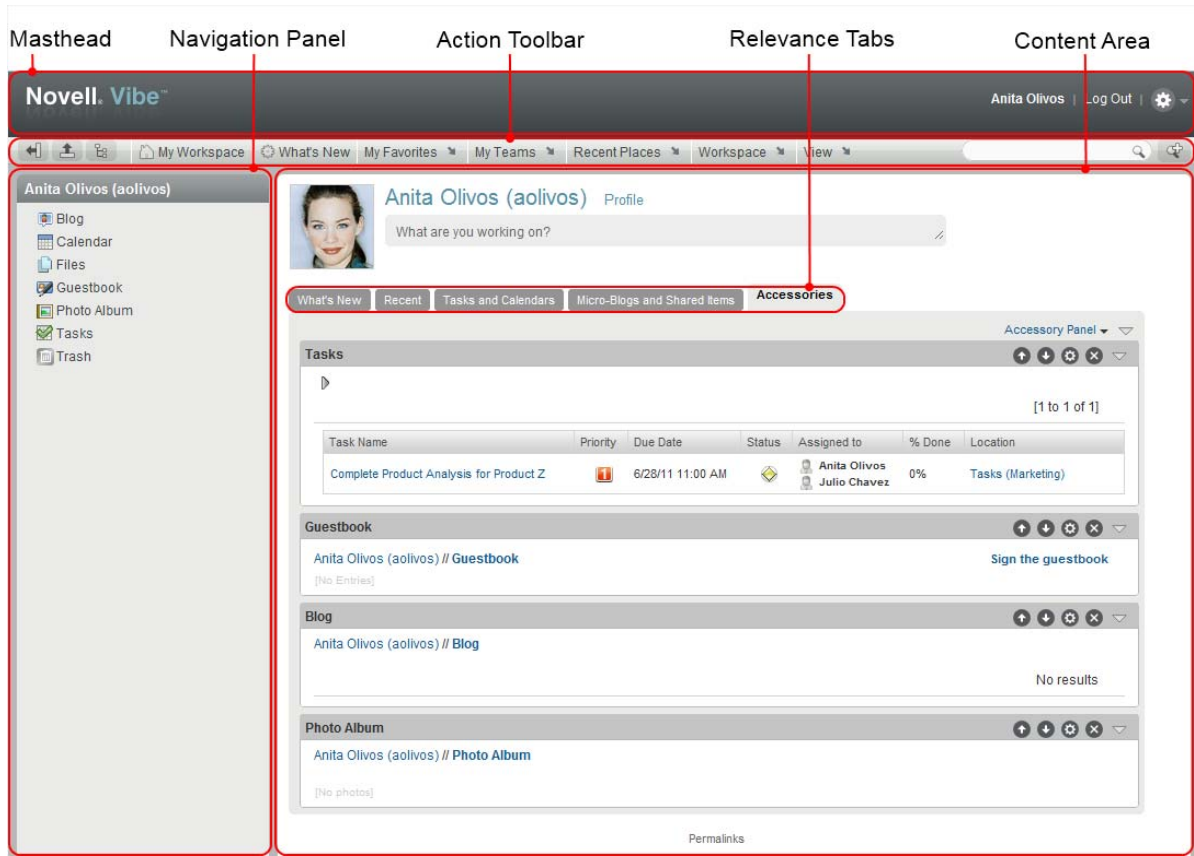 Masthead Navigation Panel Action Toolbar Relevance Tabs Content Area
Novell. Vibe™
Anita Olivos | Log Out |
My Workspace What's New My Favorites My Teams Recent Places Workspace View
Anita Olivos (aolivos)
Blog
Calendar
Files
Guestbook
Photo Album
Tasks
Trash
Anita Olivos (aolivos) Profile
What are you working on?
What's New Recent Tasks and Calendars Micro-Blogs and Shared Items Accessories
Accessory Panel
Tasks
[1 to 1 of 1]
Task Name Priority Due Date Status Assigned to % Done Location
Complete Product Analysis for Product Z 1 6/28/11 11:00 AM Anita Olivos 0% Tasks (Marketing)
Julio Chavez
Guestbook
Anita Olivos (aolivos) // Guestbook Sign the guestbook
[No Entries]
Blog
Anita Olivos (aolivos) // Blog
No results
Photo Album
Anita Olivos (aolivos) // Photo Album
[No photos]
Permalinks